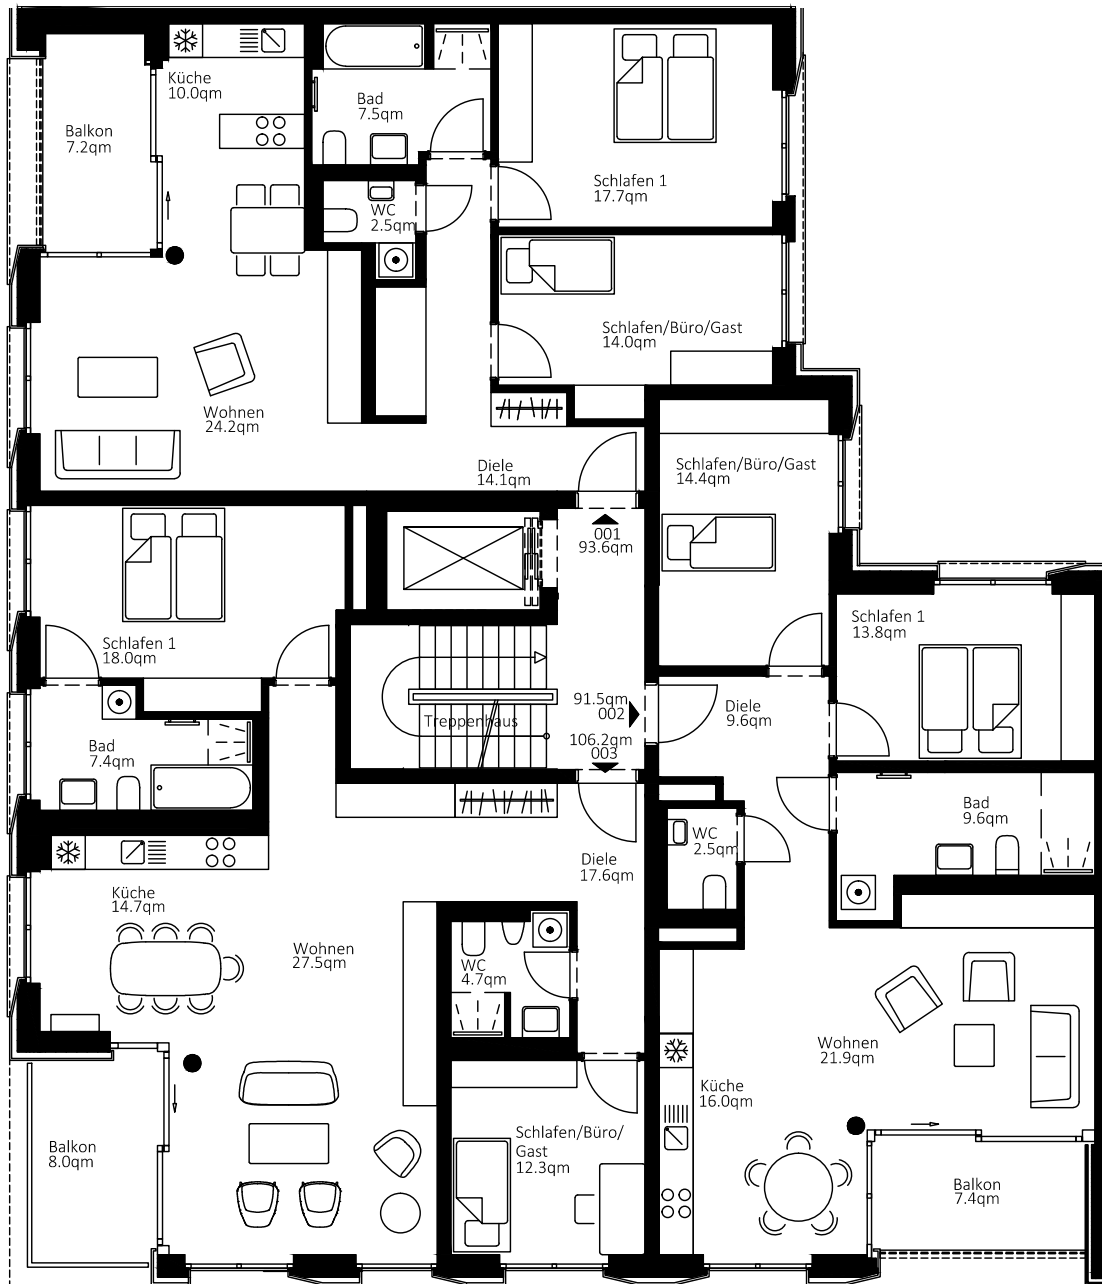 Küche
10.0qm
Balkon
7.2qm
Bad
7.5qm
WC
2.5qm
Schlafen 1
17.7qm
Schlafen/Büro/Gast
14.0qm
Wohnen
24.2qm
Diele
14.1qm
Schlafen/Büro/Gast
14.4qm
001
93.6qm
Schlafen 1
18.0qm
Schlafen 1
13.8qm
Treppenhaus
91.5qm
002
106.2qm
003
Diele
9.6qm
Bad
7.4qm
Bad
9.6qm
WC
2.5qm
Diele
17.6qm
Küche
14.7qm
Wohnen
27.5qm
WC
4.7qm
Wohnen
21.9qm
Küche
16.0qm
Balkon
8.0qm
Schlafen/Büro/
Gast
12.3qm
Balkon
7.4qm